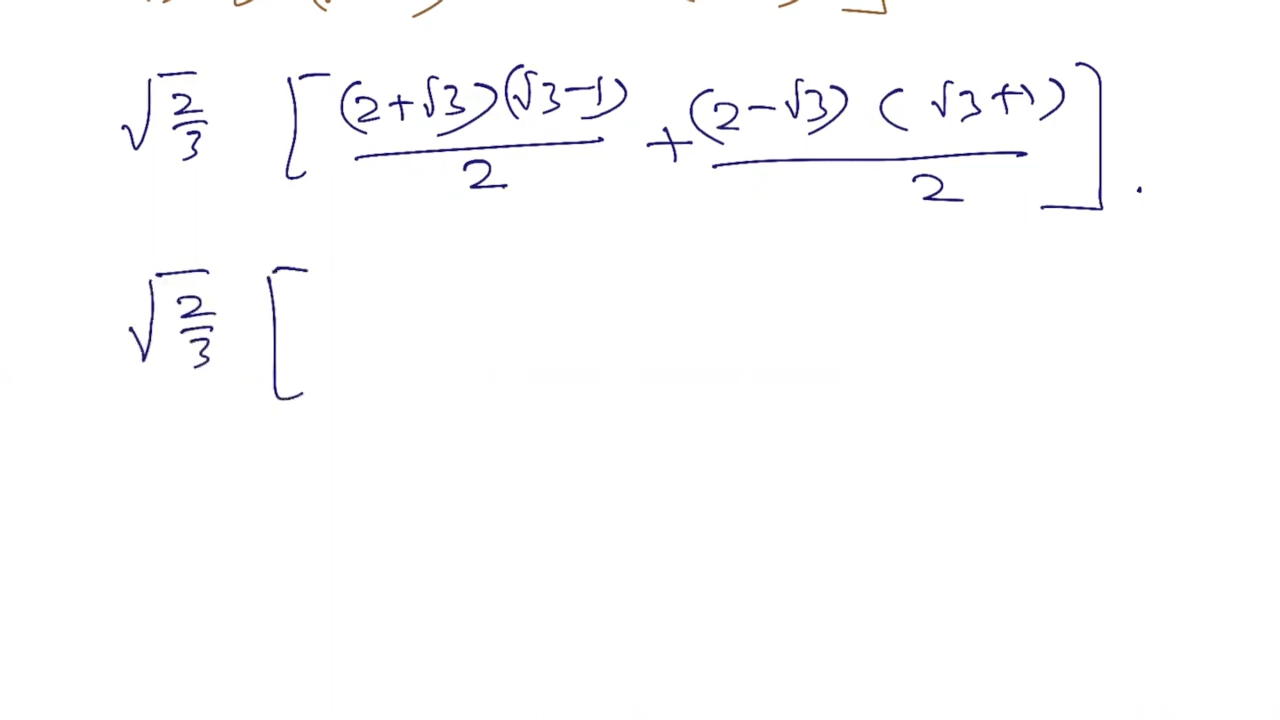 √2/3 [ (2+√3)(√3-1)/2 + (2-√3) (√3+1)/2 ] .
√2/3 [